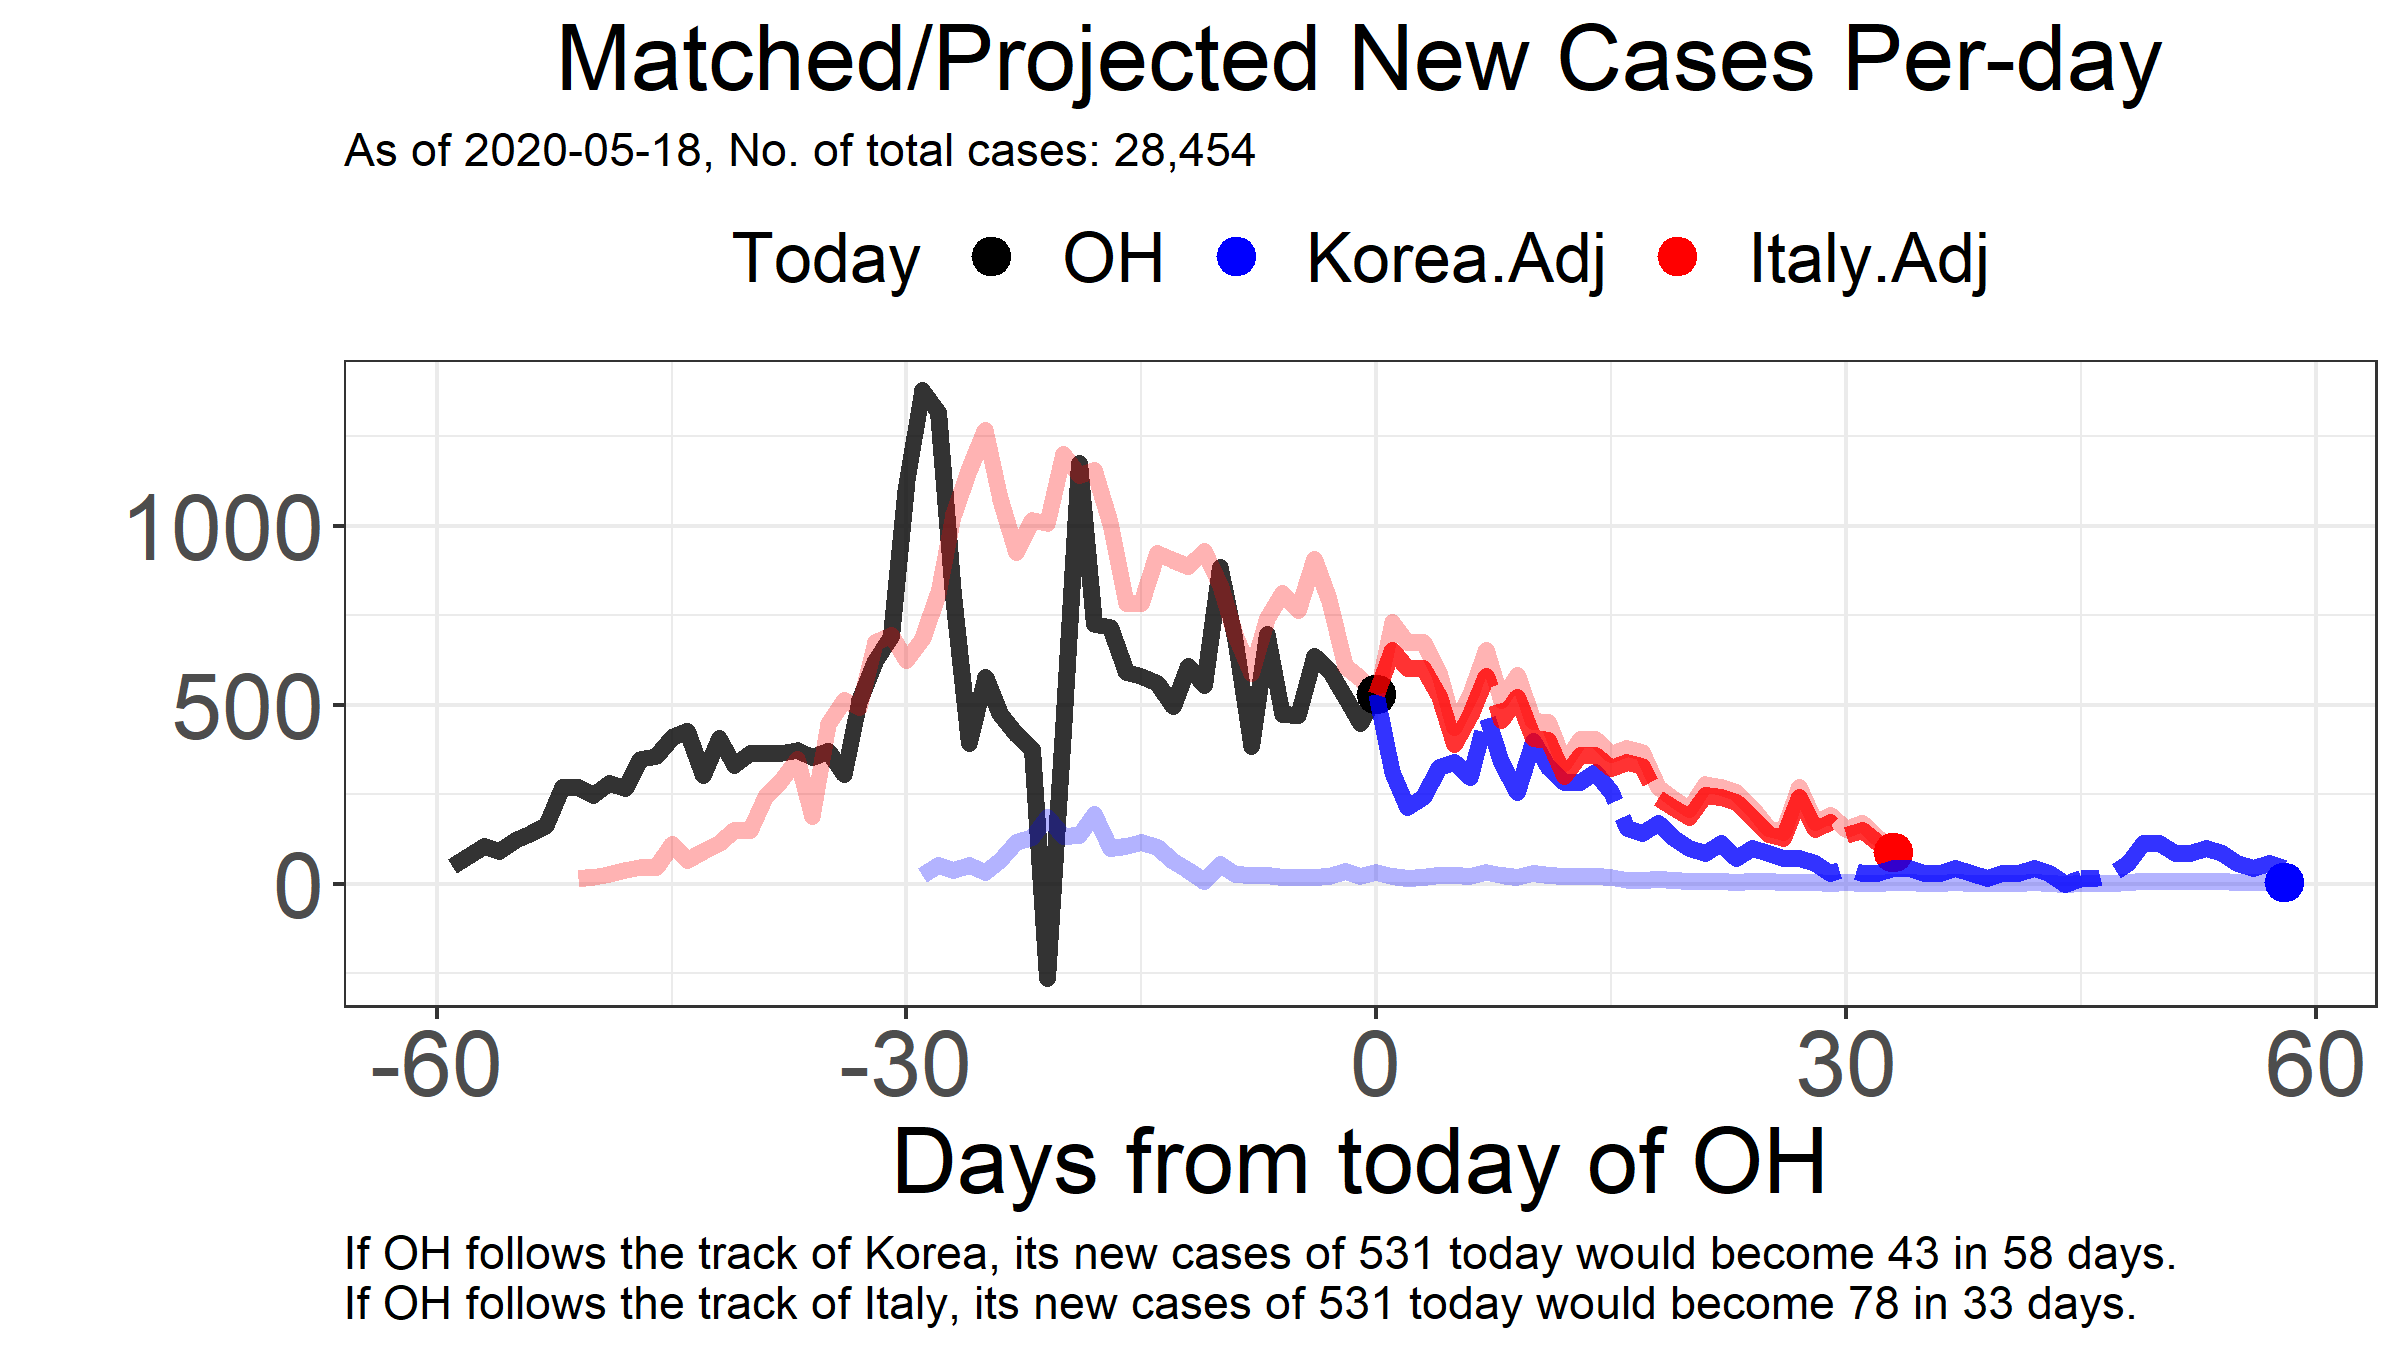 Matched/Projected New Cases Per-day
As of 2020-05-18, No. of total cases: 28,454
Today OH Korea.Adj Italy.Adj
1000
500
0
-60 -30 0 30 60
Days from today of OH
If OH follows the track of Korea, its new cases of 531 today would become 43 in 58 days.
If OH follows the track of Italy, its new cases of 531 today would become 78 in 33 days.